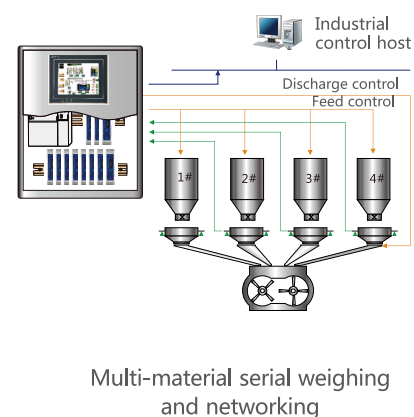 Industrial
control host
Discharge control
Feed control
1#
2#
3#
4#
Multi-material serial weighing
and networking